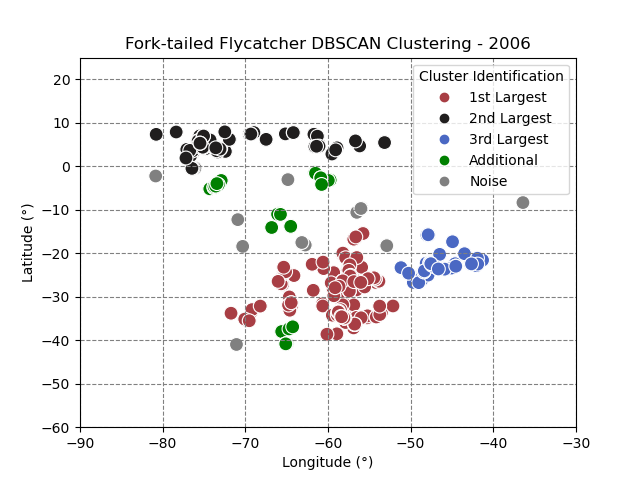 Fork-tailed Flycatcher DBSCAN Clustering - 2006
Cluster Identification
1st Largest
2nd Largest
3rd Largest
Additional
Noise
20
10
0
−10
−20
−30
−40
−50
−60
Latitude (°)
−90 −80 −70 −60 −50 −40 −30
Longitude (°)